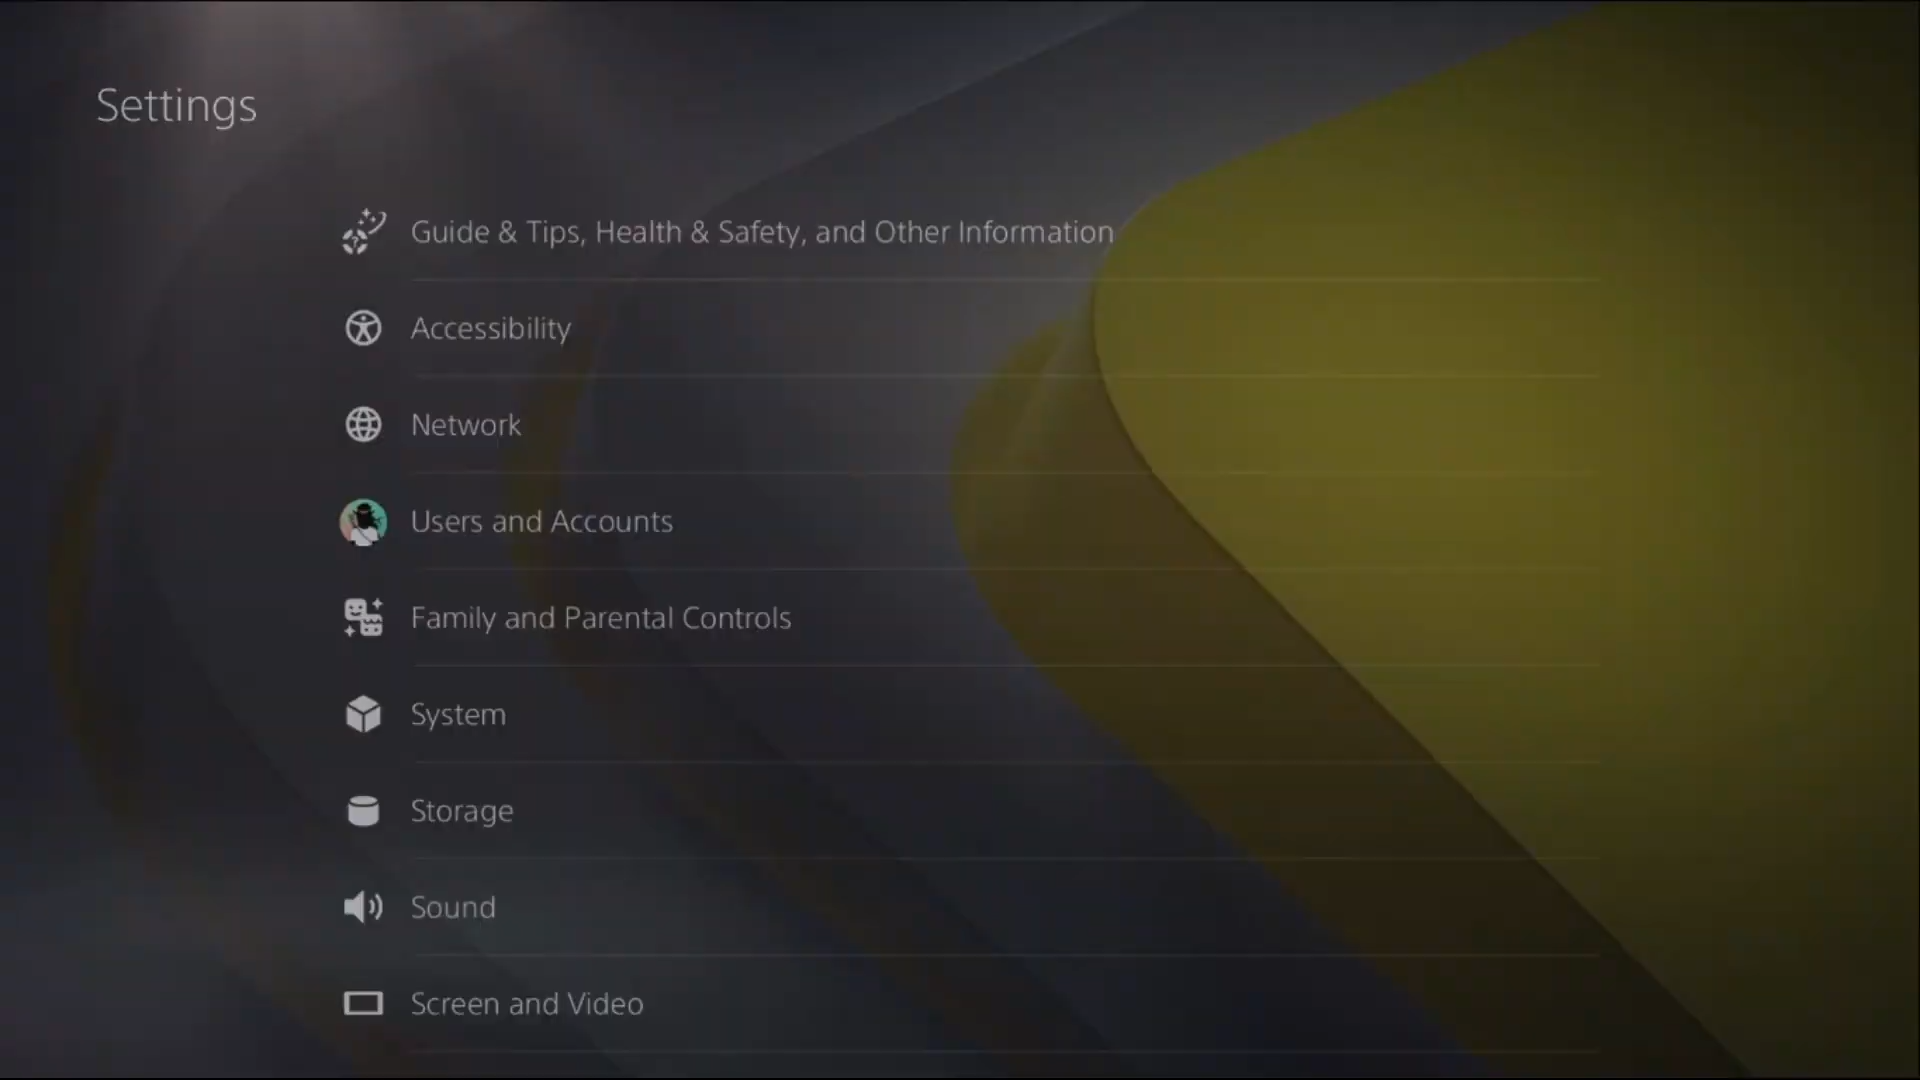 Settings
Guide & Tips, Health & Safety, and Other Information
Accessibility
Network
Users and Accounts
Family and Parental Controls
System
Storage
Sound
Screen and Video